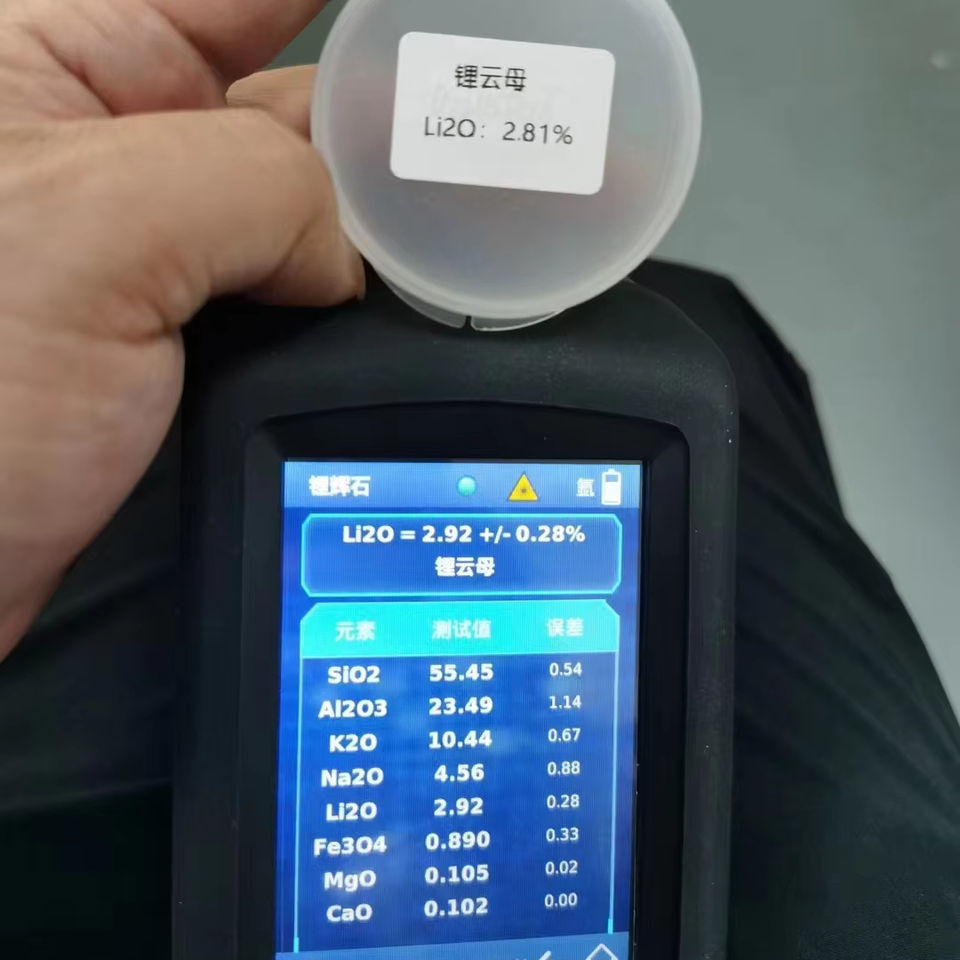 锂云母
Li2O：2.81%
锂辉石 氩
Li2O = 2.92 +/- 0.28%
锂云母
元素 测试值 误差
SiO2 55.45 0.54
Al2O3 23.49 1.14
K2O 10.44 0.67
Na2O 4.56 0.88
Li2O 2.92 0.28
Fe3O4 0.890 0.33
MgO 0.105 0.02
CaO 0.102 0.00